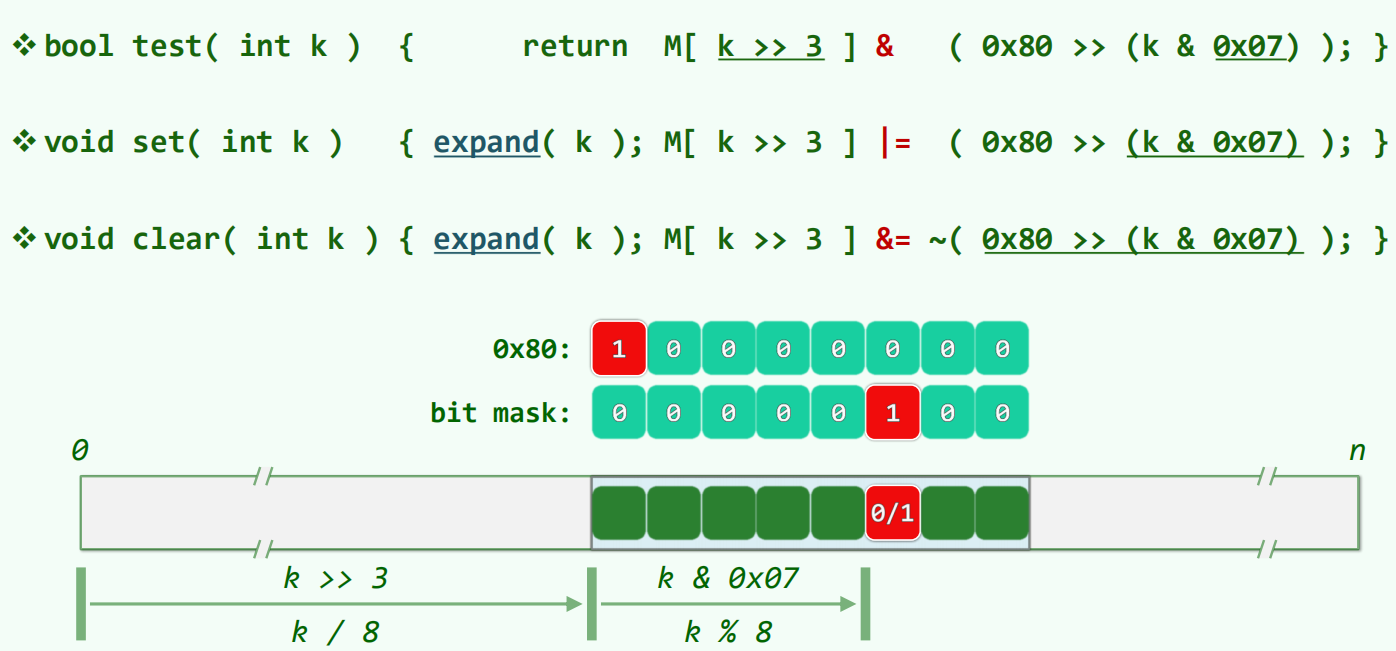 ❖ bool test( int k ) { return M[ k >> 3 ] & ( 0x80 >> (k & 0x07) ); }
❖ void set( int k ) { expand( k ); M[ k >> 3 ] |= ( 0x80 >> (k & 0x07) ); }
❖ void clear( int k ) { expand( k ); M[ k >> 3 ] &= ~( 0x80 >> (k & 0x07) ); }
0x80: 1 0 0 0 0 0 0 0
bit mask: 0 0 0 0 0 1 0 0
0 n
0/1
k >> 3 k & 0x07
k / 8 k % 8